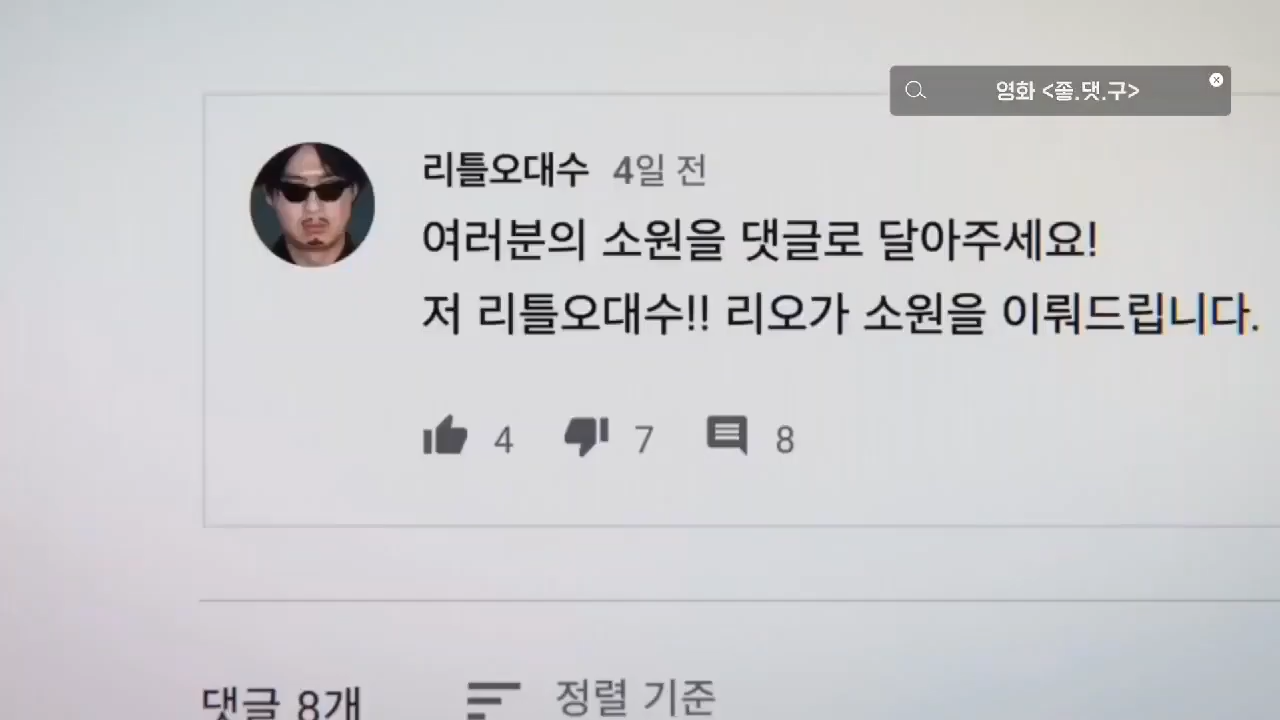 영화 <좋.댓.구>
리틀오대수 4일 전
여러분의 소원을 댓글로 달아주세요!
저 리틀오대수!! 리오가 소원을 이뤄드립니다.
4 7 8
댓글 8개 정렬 기준